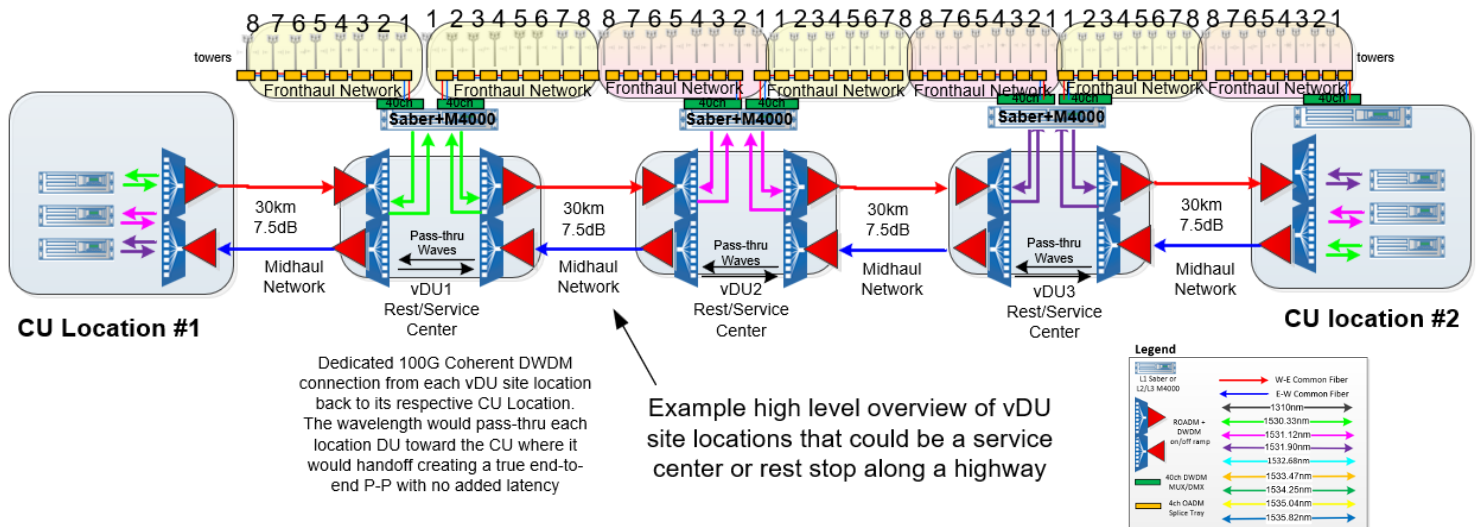 8 7 6 5 4 3 2 1 1 2 3 4 5 6 7 8 8 7 6 5 4 3 2 1 1 2 3 4 5 6 7 8 8 7 6 5 4 3 2 1 1 2 3 4 5 6 7 8 8 7 6 5 4 3 2 1
towers
towers
Fronthaul Network
Fronthaul Network
Fronthaul Network
Fronthaul Network
Fronthaul Network
Fronthaul Network
Fronthaul Network
40ch
40ch
40ch
40ch
40ch
40ch
40ch
Saber+M4000
Saber+M4000
Saber+M4000
30km
7.5dB
30km
7.5dB
30km
7.5dB
30km
7.5dB
Midhaul
Network
Midhaul
Network
Midhaul
Network
Midhaul
Network
Pass-thru
Waves
Pass-thru
Waves
Pass-thru
Waves
vDU1
Rest/Service
Center
vDU2
Rest/Service
Center
vDU3
Rest/Service
Center
CU Location #1
CU location #2
Dedicated 100G Coherent DWDM
connection from each vDU site location
back to its respective CU Location.
The wavelength would pass-thru each
location DU toward the CU where it
would handoff creating a true end-to-
end P-P with no added latency
Example high level overview of vDU
site locations that could be a service
center or rest stop along a highway
Legend
L1 Saber or
L2/L3 M4000
ROADM +
DWDM
on/off ramp
40ch DWDM
MUX/DMX
4ch OADM
Splice Tray
W-E Common Fiber
E-W Common Fiber
1310nm
1530.33nm
1531.12nm
1531.90nm
1532.68nm
1533.47nm
1534.25nm
1535.04nm
1535.82nm